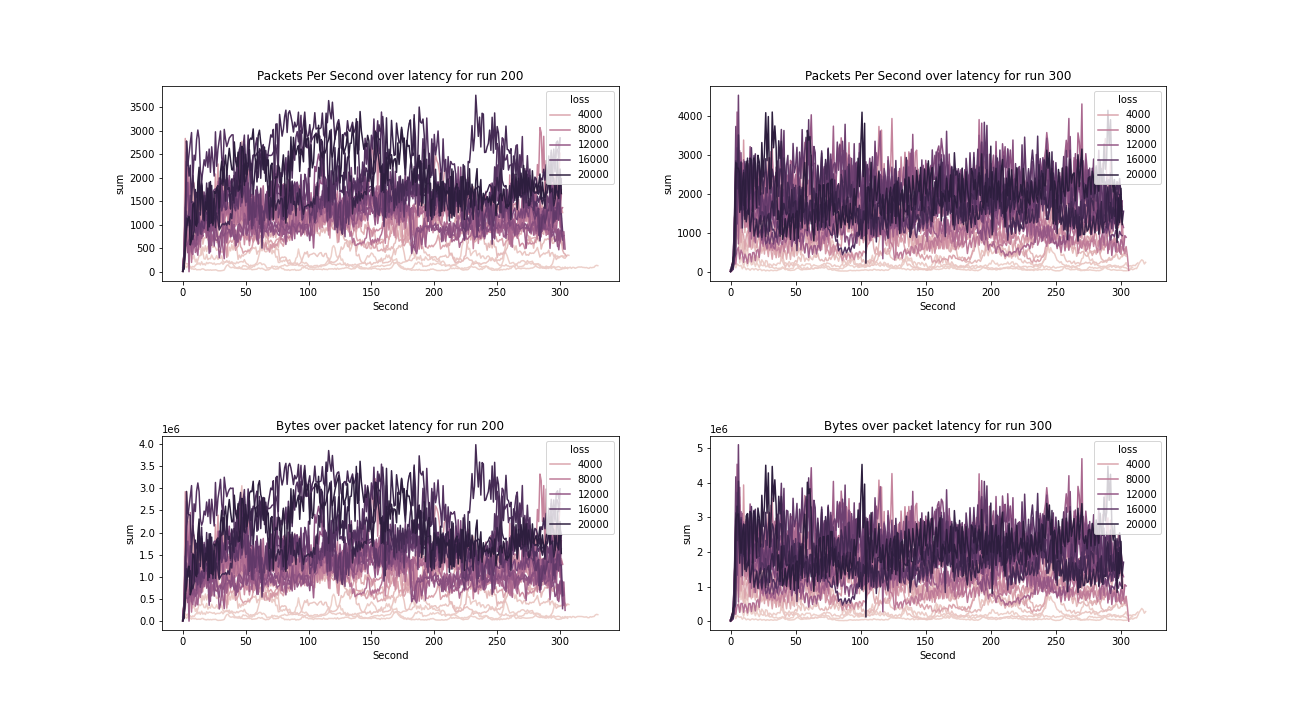 Packets Per Second over latency for run 200
sum
3500
3000
2500
2000
1500
1000
500
0
0 50 100 150 200 250 300
Second
loss
4000
8000
12000
16000
20000
Packets Per Second over latency for run 300
sum
4000
3000
2000
1000
0
0 50 100 150 200 250 300
Second
loss
4000
8000
12000
16000
20000
Bytes over packet latency for run 200
1e6
sum
4.0
3.5
3.0
2.5
2.0
1.5
1.0
0.5
0.0
0 50 100 150 200 250 300
Second
loss
4000
8000
12000
16000
20000
Bytes over packet latency for run 300
1e6
sum
5
4
3
2
1
0
0 50 100 150 200 250 300
Second
loss
4000
8000
12000
16000
20000